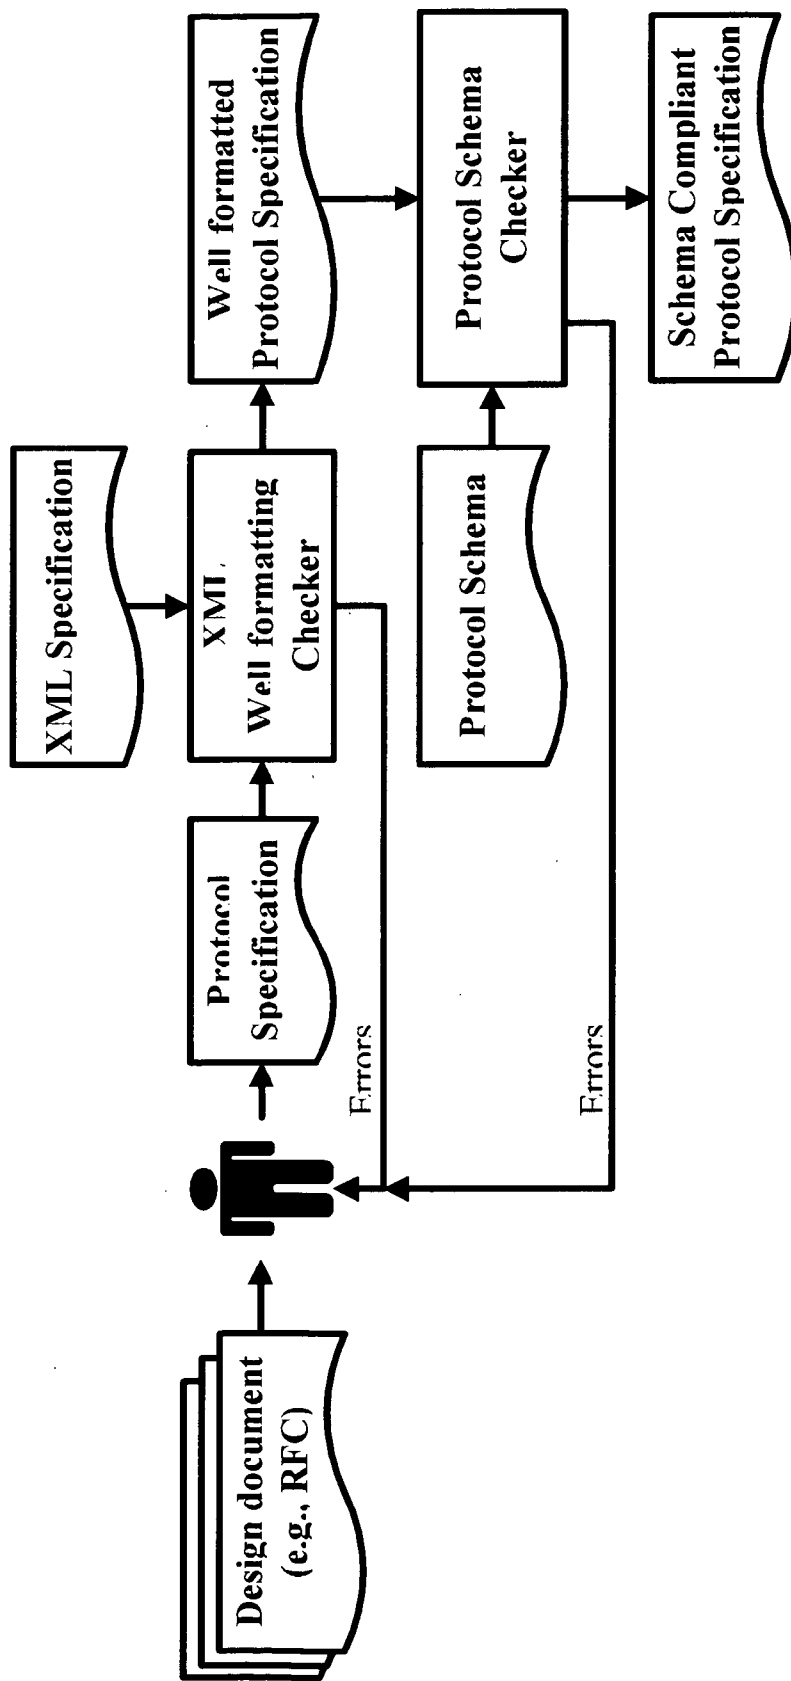 Design document
(e.g., RFC)
Protocol
Specification
XML Specification
XML
Well formatting
Checker
Well formatted
Protocol Specification
Errors
Protocol Schema
Protocol Schema
Checker
Errors
Schema Compliant
Protocol Specification